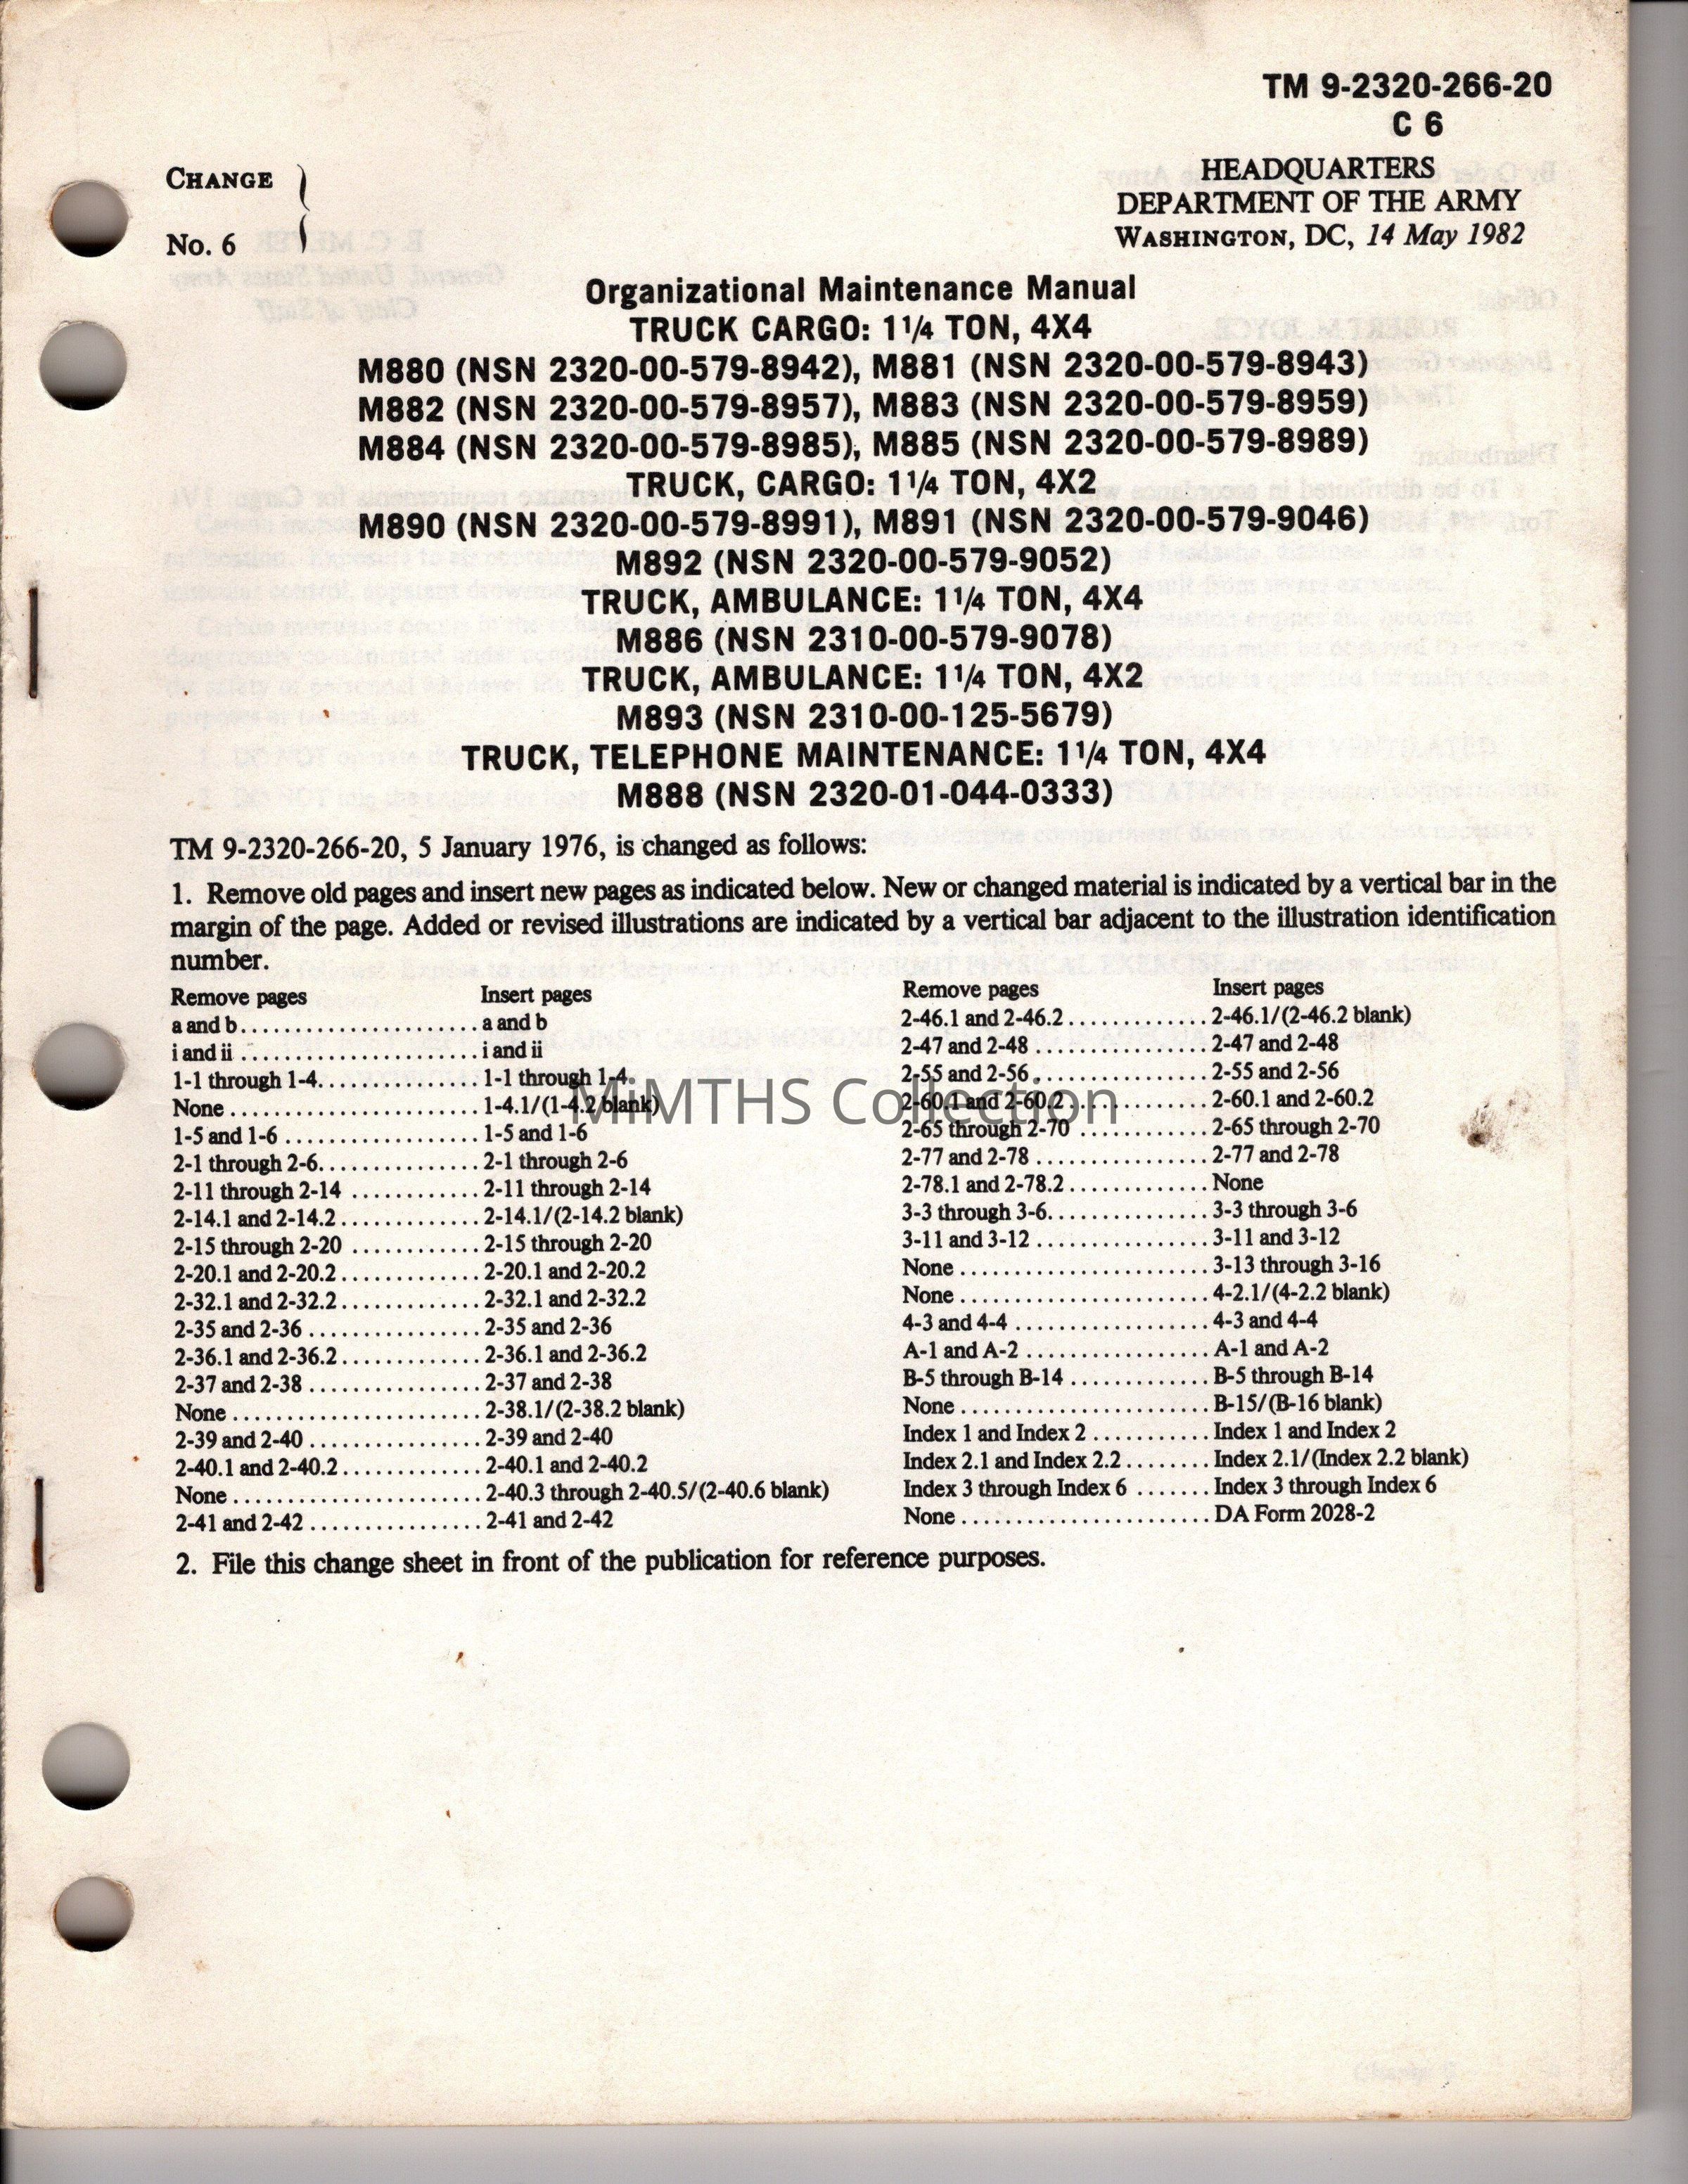 TM 9-2320-266-20
C 6
CHANGE
No. 6
HEADQUARTERS
DEPARTMENT OF THE ARMY
WASHINGTON, DC, 14 May 1982
Organizational Maintenance Manual
TRUCK CARGO: 1¼ TON, 4X4
M880 (NSN 2320-00-579-8942), M881 (NSN 2320-00-579-8943)
M882 (NSN 2320-00-579-8957), M883 (NSN 2320-00-579-8959)
M884 (NSN 2320-00-579-8985), M885 (NSN 2320-00-579-8989)
TRUCK, CARGO: 1¼ TON, 4X2
M890 (NSN 2320-00-579-8991), M891 (NSN 2320-00-579-9046)
M892 (NSN 2320-00-579-9052)
TRUCK, AMBULANCE: 1¼ TON, 4X4
M886 (NSN 2310-00-579-9078)
TRUCK, AMBULANCE: 1¼ TON, 4X2
M893 (NSN 2310-00-125-5679)
TRUCK, TELEPHONE MAINTENANCE: 1¼ TON, 4X4
M888 (NSN 2320-01-044-0333)
TM 9-2320-266-20, 5 January 1976, is changed as follows:
1. Remove old pages and insert new pages as indicated below. New or changed material is indicated by a vertical bar in the
margin of the page. Added or revised illustrations are indicated by a vertical bar adjacent to the illustration identification
number.
Remove pages Insert pages
a and b...................... a and b
i and ii ...................... i and ii
1-1 through 1-4............... 1-1 through 1-4
None ....................... 1-4.1/(1-4.2 blank)
1-5 and 1-6 .................. 1-5 and 1-6
2-1 through 2-6............... 2-1 through 2-6
2-11 through 2-14 ............ 2-11 through 2-14
2-14.1 and 2-14.2............. 2-14.1/(2-14.2 blank)
2-15 through 2-20 ............ 2-15 through 2-20
2-20.1 and 2-20.2............. 2-20.1 and 2-20.2
2-32.1 and 2-32.2............. 2-32.1 and 2-32.2
2-35 and 2-36 ................ 2-35 and 2-36
2-36.1 and 2-36.2............. 2-36.1 and 2-36.2
2-37 and 2-38 ................ 2-37 and 2-38
None ....................... 2-38.1/(2-38.2 blank)
2-39 and 2-40 ................ 2-39 and 2-40
2-40.1 and 2-40.2............. 2-40.1 and 2-40.2
None ....................... 2-40.3 through 2-40.5/(2-40.6 blank)
2-41 and 2-42 ................ 2-41 and 2-42
Remove pages Insert pages
2-46.1 and 2-46.2............. 2-46.1/(2-46.2 blank)
2-47 and 2-48 ................ 2-47 and 2-48
2-55 and 2-56 ................ 2-55 and 2-56
2-60.1 and 2-60.2............. 2-60.1 and 2-60.2
2-65 through 2-70 ............ 2-65 through 2-70
2-77 and 2-78 ................ 2-77 and 2-78
2-78.1 and 2-78.2............. None
3-3 through 3-6............... 3-3 through 3-6
3-11 and 3-12 ................ 3-11 and 3-12
None ....................... 3-13 through 3-16
None ....................... 4-2.1/(4-2.2 blank)
4-3 and 4-4 .................. 4-3 and 4-4
A-1 and A-2 ................. A-1 and A-2
B-5 through B-14 ............. B-5 through B-14
None ....................... B-15/(B-16 blank)
Index 1 and Index 2 ........... Index 1 and Index 2
Index 2.1 and Index 2.2 ........ Index 2.1/(Index 2.2 blank)
Index 3 through Index 6 ....... Index 3 through Index 6
None ....................... DA Form 2028-2
MiMTHS Collection
2. File this change sheet in front of the publication for reference purposes.